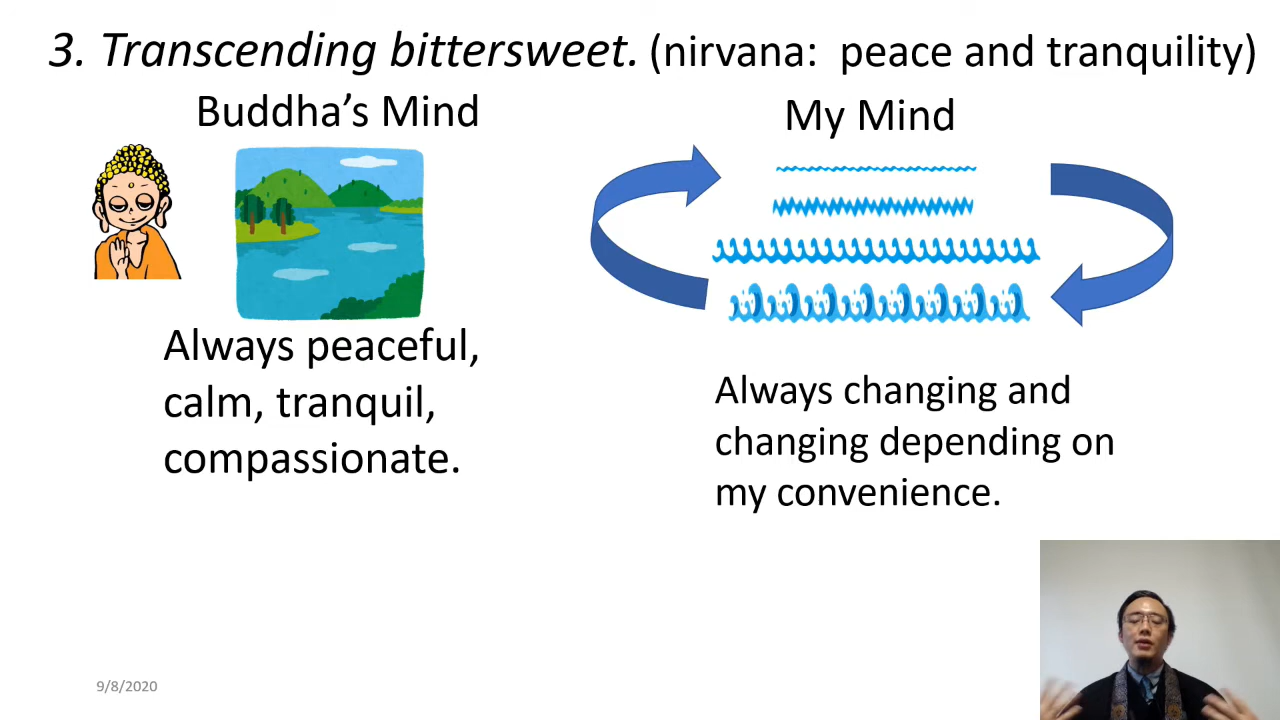 3. Transcending bittersweet. (nirvana: peace and tranquility)
Buddha’s Mind
Always peaceful,
calm, tranquil,
compassionate.
My Mind
Always changing and
changing depending on
my convenience.
9/8/2020